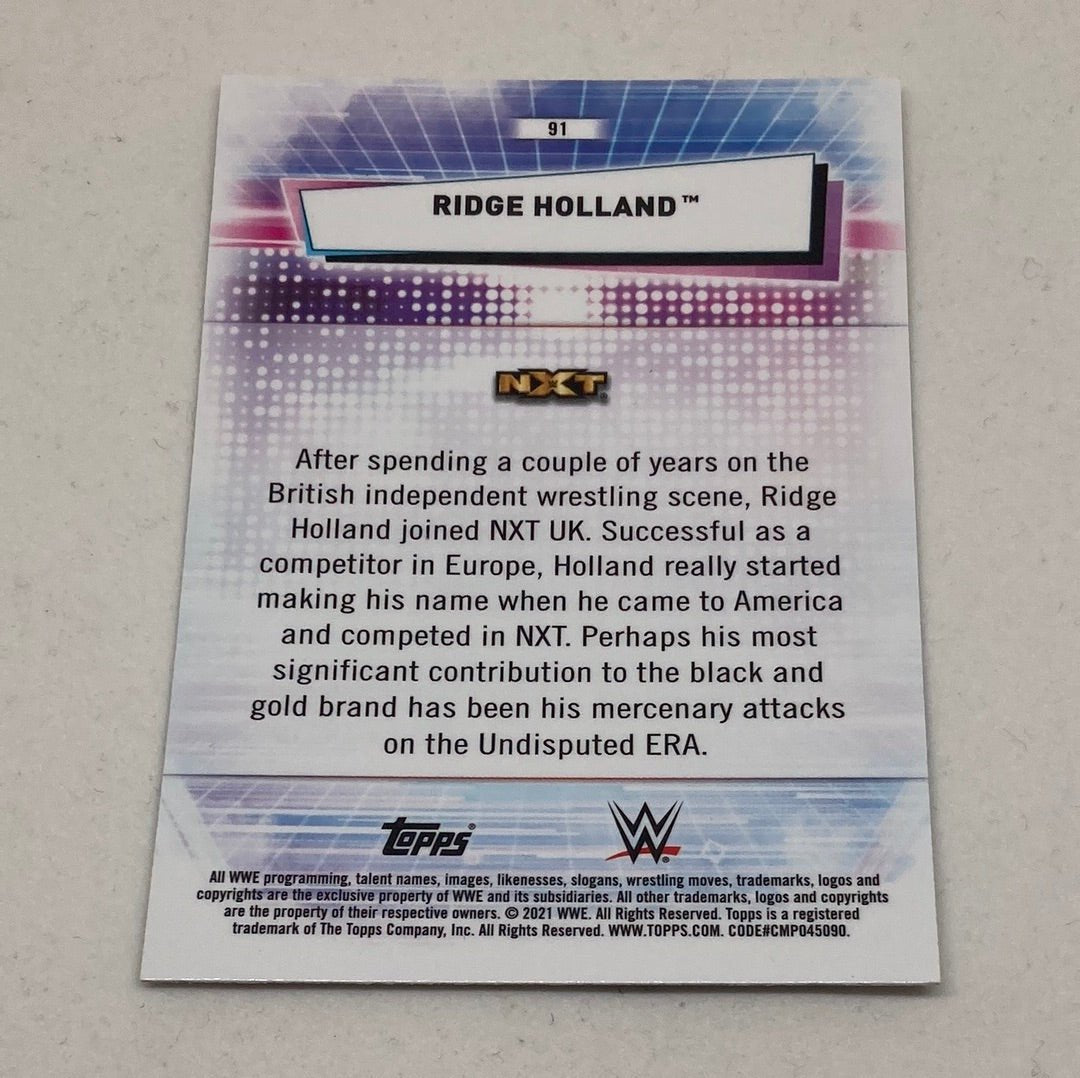 91
RIDGE HOLLAND™
NXT
After spending a couple of years on the
British independent wrestling scene, Ridge
Holland joined NXT UK. Successful as a
competitor in Europe, Holland really started
making his name when he came to America
and competed in NXT. Perhaps his most
significant contribution to the black and
gold brand has been his mercenary attacks
on the Undisputed ERA.
Topps® W®
All WWE programming, talent names, images, likenesses, slogans, wrestling moves, trademarks, logos and
copyrights are the exclusive property of WWE and its subsidiaries. All other trademarks, logos and copyrights
are the property of their respective owners. © 2021 WWE. All Rights Reserved. Topps is a registered
trademark of The Topps Company, Inc. All Rights Reserved. WWW.TOPPS.COM. CODE#CMP045090.